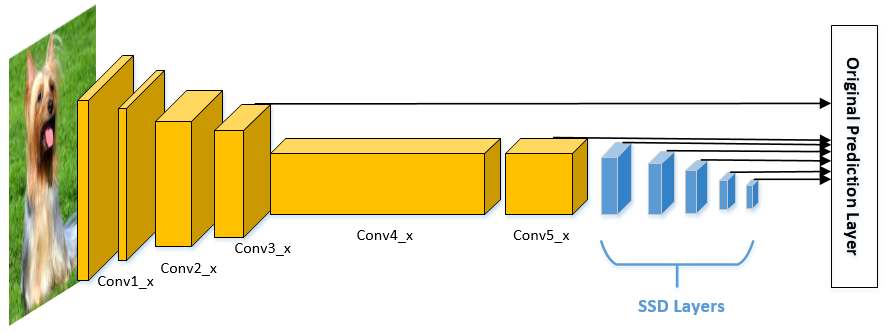 Conv1_x
Conv2_x
Conv3_x
Conv4_x
Conv5_x
SSD Layers
Original Prediction Layer